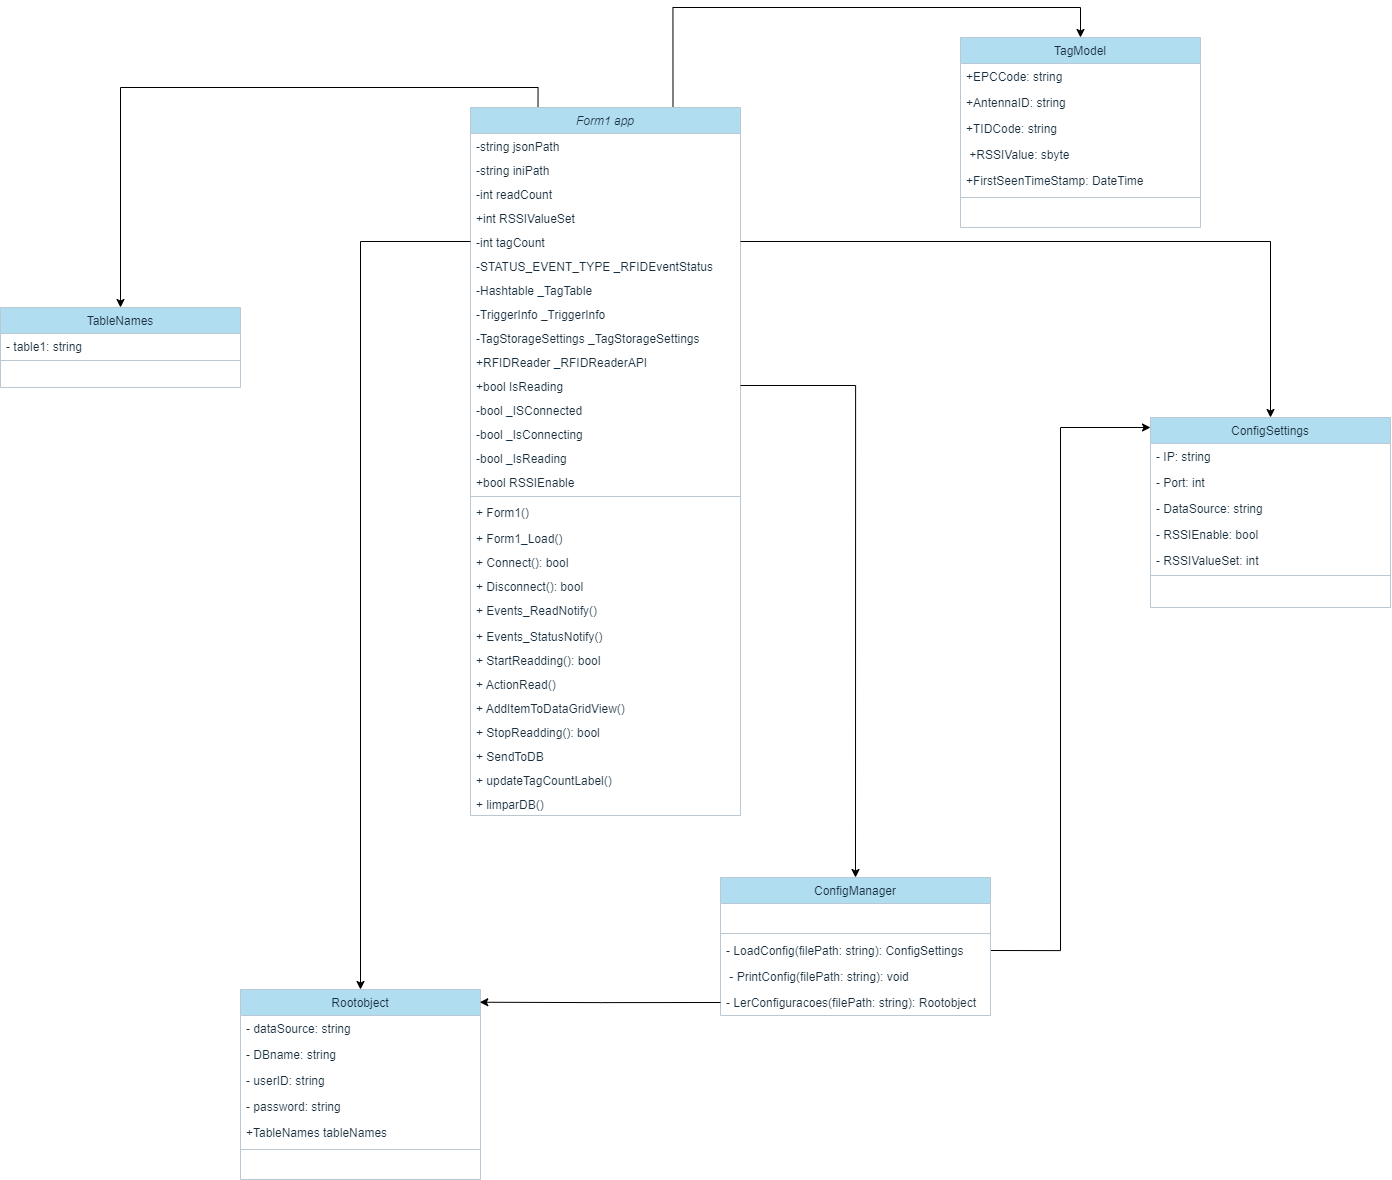 TagModel
+EPCCode: string
+AntennaID: string
+TIDCode: string
+RSSIValue: sbyte
+FirstSeenTimeStamp: DateTime
Form1 app
-string jsonPath
-string iniPath
-int readCount
+int RSSIValueSet
-int tagCount
-STATUS_EVENT_TYPE _RFIDEventStatus
-Hashtable _TagTable
-TriggerInfo _TriggerInfo
-TagStorageSettings _TagStorageSettings
+RFIDReader _RFIDReaderAPI
+bool IsReading
-bool _ISConnected
-bool _IsConnecting
-bool _IsReading
+bool RSSIEnable
+ Form1()
+ Form1_Load()
+ Connect(): bool
+ Disconnect(): bool
+ Events_ReadNotify()
+ Events_StatusNotify()
+ StartReadding(): bool
+ ActionRead()
+ AddItemToDataGridView()
+ StopReadding(): bool
+ SendToDB
+ updateTagCountLabel()
+ limparDB()
TableNames
- table1: string
ConfigSettings
- IP: string
- Port: int
- DataSource: string
- RSSIEnable: bool
- RSSIValueSet: int
ConfigManager
- LoadConfig(filePath: string): ConfigSettings
- PrintConfig(filePath: string): void
- LerConfiguracoes(filePath: string): Rootobject
Rootobject
- dataSource: string
- DBname: string
- userID: string
- password: string
+TableNames tableNames